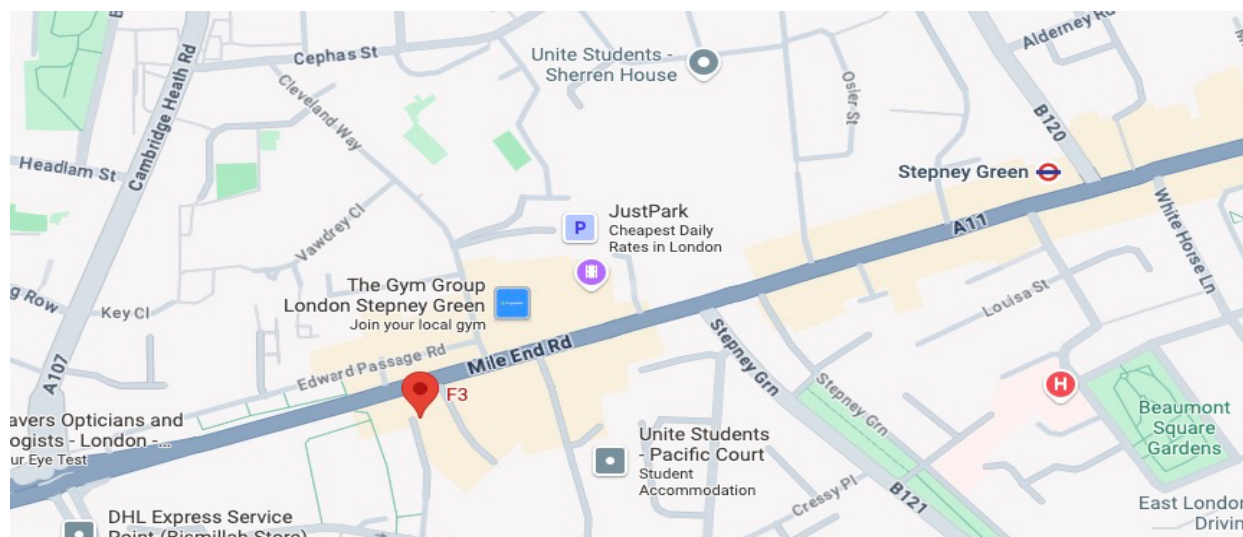 Cephas St
Cambridge Heath Rd
Cleveland Way
Headlam St
Unite Students -
Sherren House
Osler St
Alderney Rd
B120
Stepney Green
A11
White Horse Ln
Vawdrey Cl
P
JustPark
Cheapest Daily
Rates in London
The Gym Group
London Stepney Green
Join your local gym
Row
Key Cl
Louisa St
Mile End Rd
Edward Passage Rd
A107
F3
Stepney Grn
Stepney Grn
H
Beaumont
Square
Gardens
avers Opticians and
ogists - London -...
ur Eye Test
Unite Students
- Pacific Court
Student
Accommodation
Cressy Pl
B121
East London
Drivin
DHL Express Service
Point (Bismillah Store)